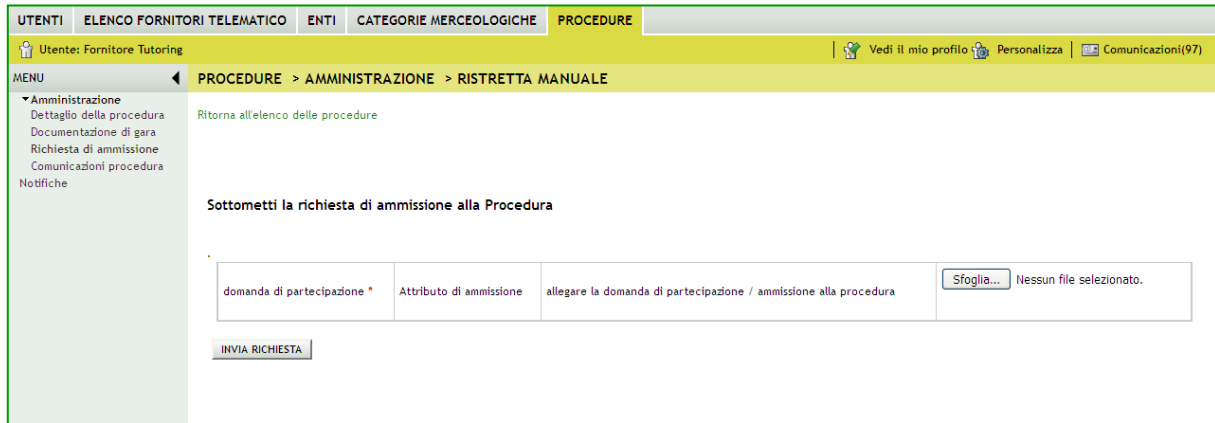 UTENTI ELENCO FORNITORI TELEMATICO ENTI CATEGORIE MERCEOLOGICHE PROCEDURE
Utente: Fornitore Tutoring Vedi il mio profilo Personalizza Comunicazioni(97)
MENU
PROCEDURE > AMMINISTRAZIONE > RISTRETTA MANUALE
Amministrazione
Dettaglio della procedura
Documentazione di gara
Richiesta di ammissione
Comunicazioni procedura
Notifiche
Ritorna all'elenco delle procedure
Sottometti la richiesta di ammissione alla Procedura
.
domanda di partecipazione * Attributo di ammissione allegare la domanda di partecipazione / ammissione alla procedura Sfoglia... Nessun file selezionato.
INVIA RICHIESTA